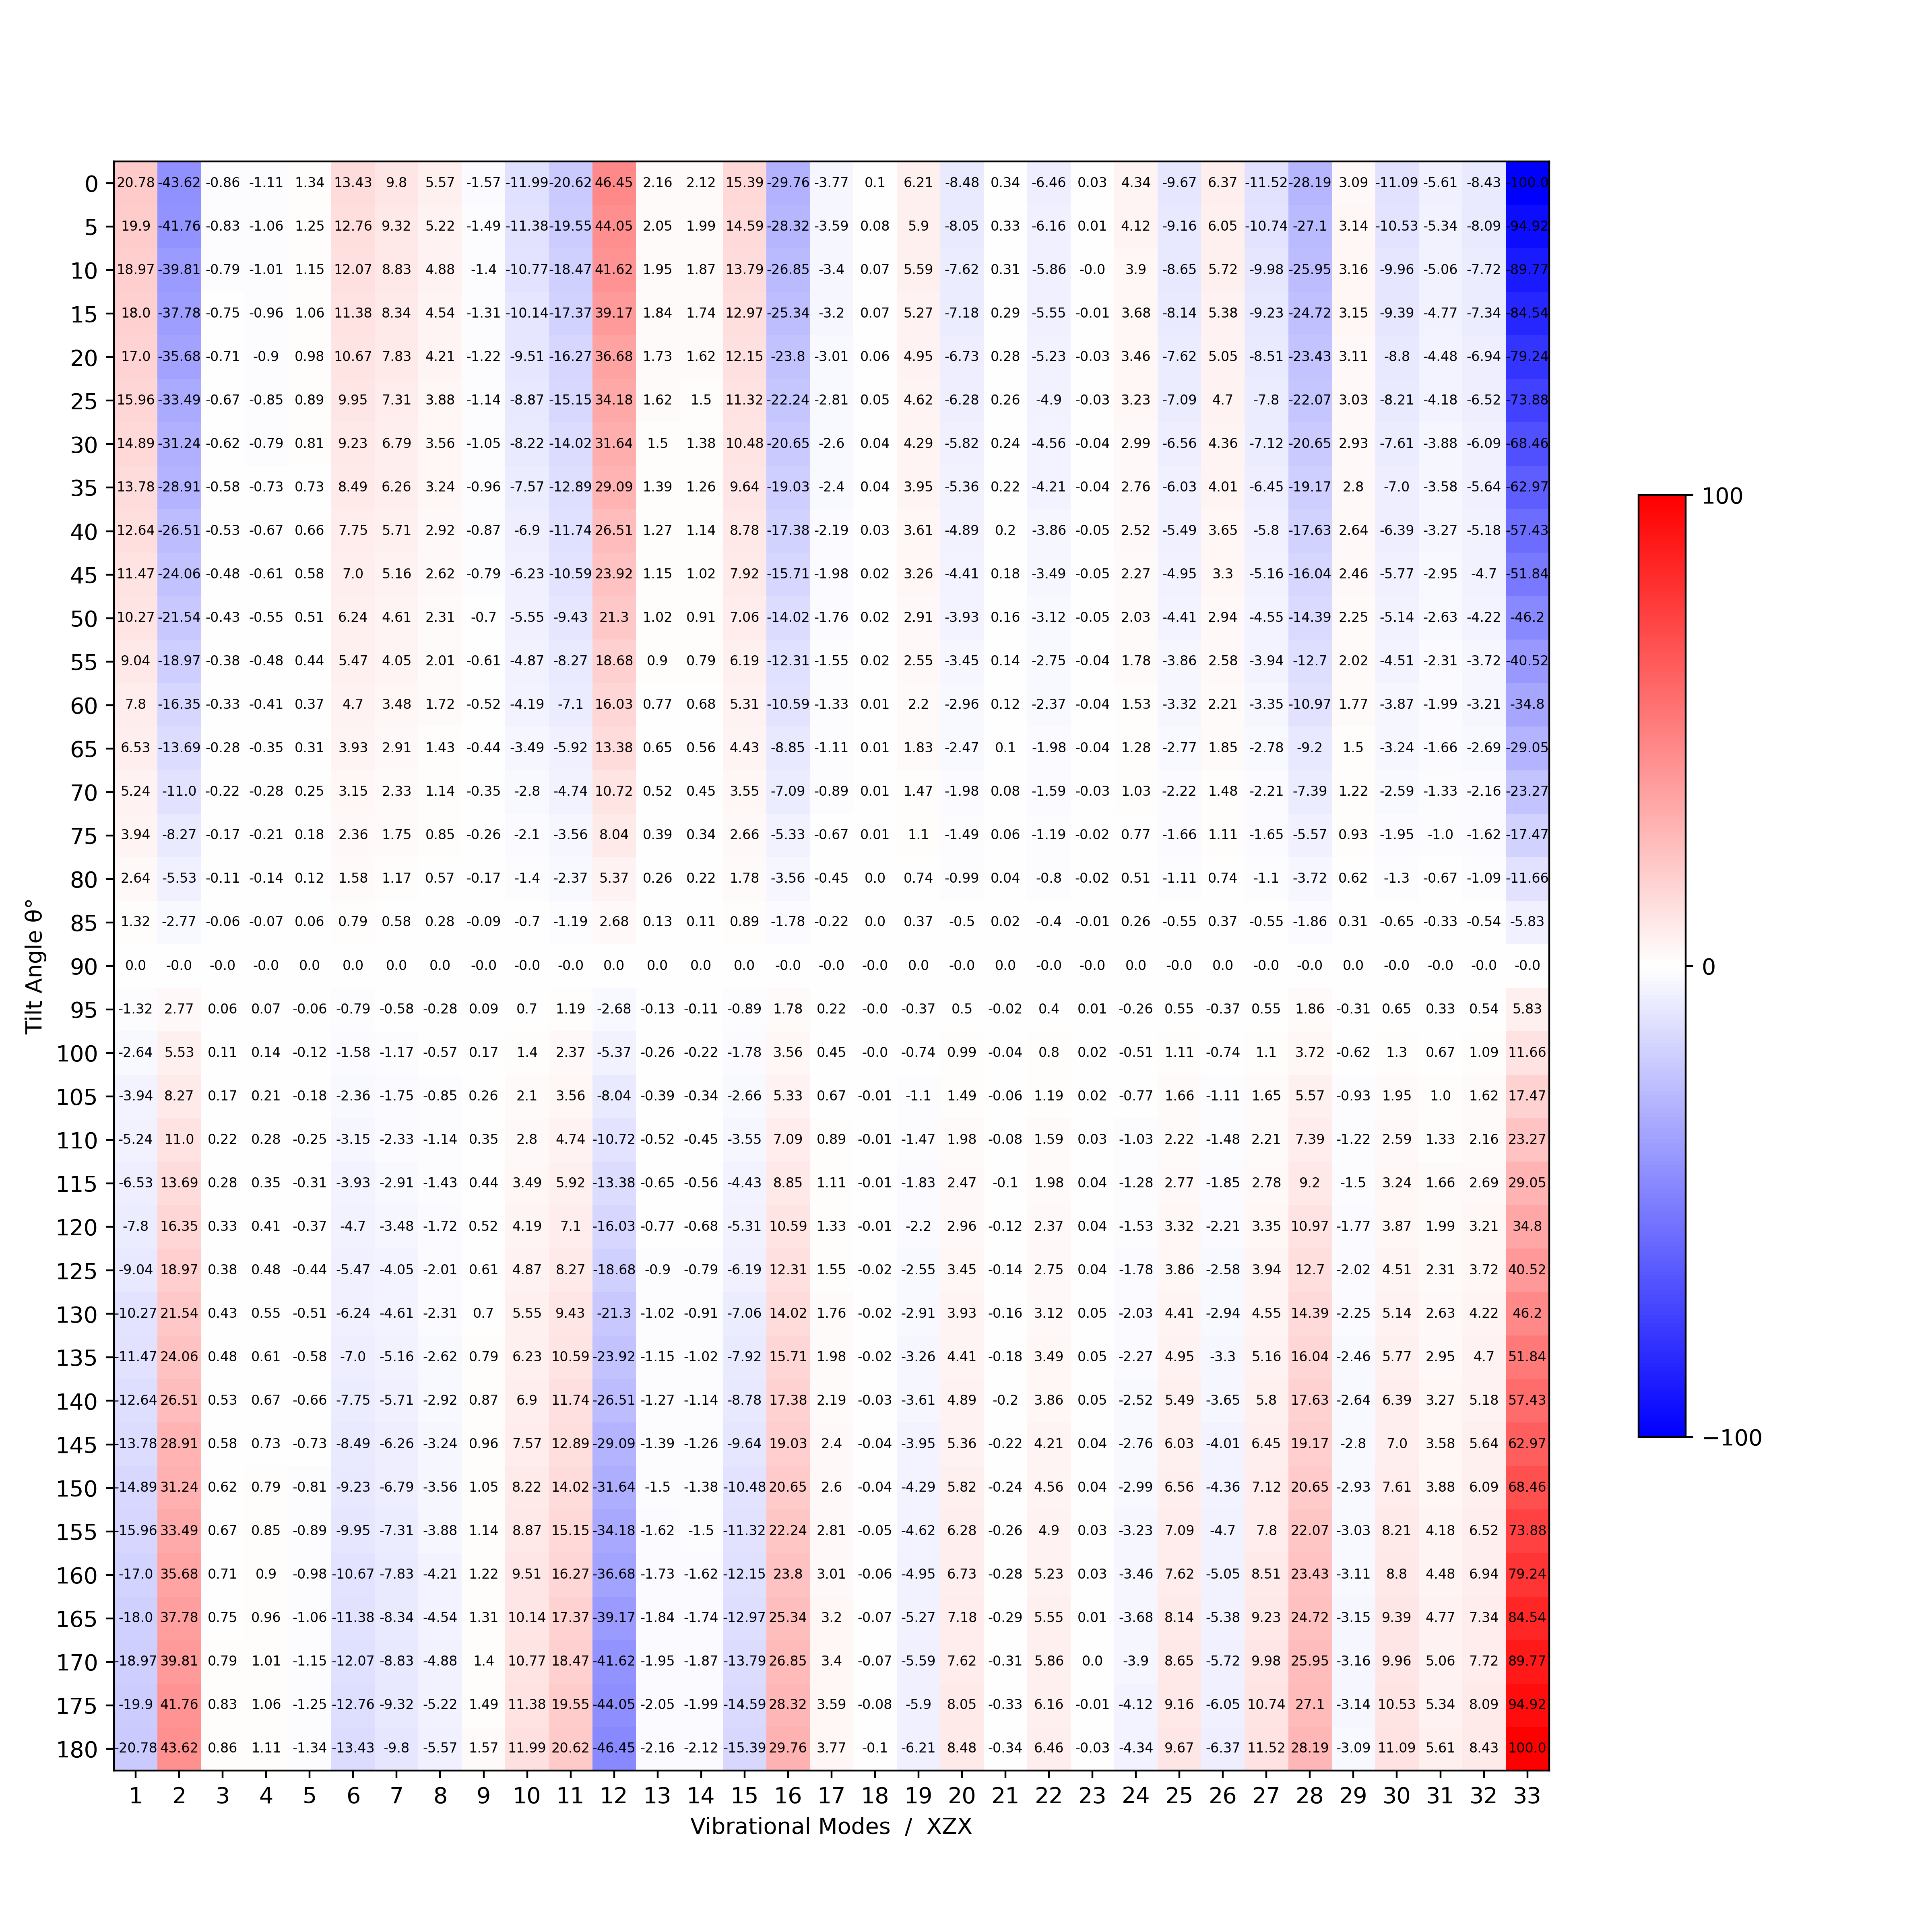 0 20.78 -43.62 -0.86 -1.11 1.34 13.43 9.8 5.57 -1.57 -11.99 -20.62 46.45 2.16 2.12 15.39 -29.76 -3.77 0.1 6.21 -8.48 0.34 -6.46 0.03 4.34 -9.67 6.37 -11.52 -28.19 3.09 -11.09 -5.61 -8.43 -100.0
5 19.9 -41.76 -0.83 -1.06 1.25 12.76 9.32 5.22 -1.49 -11.38 -19.55 44.05 2.05 1.99 14.59 -28.32 -3.59 0.08 5.9 -8.05 0.33 -6.16 0.01 4.12 -9.16 6.05 -10.74 -27.1 3.14 -10.53 -5.34 -8.09 -94.92
10 18.97 -39.81 -0.79 -1.01 1.15 12.07 8.83 4.88 -1.4 -10.77 -18.47 41.62 1.95 1.87 13.79 -26.85 -3.4 0.07 5.59 -7.62 0.31 -5.86 -0.0 3.9 -8.65 5.72 -9.98 -25.95 3.16 -9.96 -5.06 -7.72 -89.77
15 18.0 -37.78 -0.75 -0.96 1.06 11.38 8.34 4.54 -1.31 -10.14 -17.37 39.17 1.84 1.74 12.97 -25.34 -3.2 0.07 5.27 -7.18 0.29 -5.55 -0.01 3.68 -8.14 5.38 -9.23 -24.72 3.15 -9.39 -4.77 -7.34 -84.54
20 17.0 -35.68 -0.71 -0.9 0.98 10.67 7.83 4.21 -1.22 -9.51 -16.27 36.68 1.73 1.62 12.15 -23.8 -3.01 0.06 4.95 -6.73 0.28 -5.23 -0.03 3.46 -7.62 5.05 -8.51 -23.43 3.11 -8.8 -4.48 -6.94 -79.24
25 15.96 -33.49 -0.67 -0.85 0.89 9.95 7.31 3.88 -1.14 -8.87 -15.15 34.18 1.62 1.5 11.32 -22.24 -2.81 0.05 4.62 -6.28 0.26 -4.9 -0.03 3.23 -7.09 4.7 -7.8 -22.07 3.03 -8.21 -4.18 -6.52 -73.88
30 14.89 -31.24 -0.62 -0.79 0.81 9.23 6.79 3.56 -1.05 -8.22 -14.02 31.64 1.5 1.38 10.48 -20.65 -2.6 0.04 4.29 -5.82 0.24 -4.56 -0.04 2.99 -6.56 4.36 -7.12 -20.65 2.93 -7.61 -3.88 -6.09 -68.46
35 13.78 -28.91 -0.58 -0.73 0.73 8.49 6.26 3.24 -0.96 -7.57 -12.89 29.09 1.39 1.26 9.64 -19.03 -2.4 0.04 3.95 -5.36 0.22 -4.21 -0.04 2.76 -6.03 4.01 -6.45 -19.17 2.8 -7.0 -3.58 -5.64 -62.97
40 12.64 -26.51 -0.53 -0.67 0.66 7.75 5.71 2.92 -0.87 -6.9 -11.74 26.51 1.27 1.14 8.78 -17.38 -2.19 0.03 3.61 -4.89 0.2 -3.86 -0.05 2.52 -5.49 3.65 -5.8 -17.63 2.64 -6.39 -3.27 -5.18 -57.43
45 11.47 -24.06 -0.48 -0.61 0.58 7.0 5.16 2.62 -0.79 -6.23 -10.59 23.92 1.15 1.02 7.92 -15.71 -1.98 0.02 3.26 -4.41 0.18 -3.49 -0.05 2.27 -4.95 3.3 -5.16 -16.04 2.46 -5.77 -2.95 -4.7 -51.84
50 10.27 -21.54 -0.43 -0.55 0.51 6.24 4.61 2.31 -0.7 -5.55 -9.43 21.3 1.02 0.91 7.06 -14.02 -1.76 0.02 2.91 -3.93 0.16 -3.12 -0.05 2.03 -4.41 2.94 -4.55 -14.39 2.25 -5.14 -2.63 -4.22 -46.2
55 9.04 -18.97 -0.38 -0.48 0.44 5.47 4.05 2.01 -0.61 -4.87 -8.27 18.68 0.9 0.79 6.19 -12.31 -1.55 0.02 2.55 -3.45 0.14 -2.75 -0.04 1.78 -3.86 2.58 -3.94 -12.7 2.02 -4.51 -2.31 -3.72 -40.52
60 7.8 -16.35 -0.33 -0.41 0.37 4.7 3.48 1.72 -0.52 -4.19 -7.1 16.03 0.77 0.68 5.31 -10.59 -1.33 0.01 2.2 -2.96 0.12 -2.37 -0.04 1.53 -3.32 2.21 -3.35 -10.97 1.77 -3.87 -1.99 -3.21 -34.8
65 6.53 -13.69 -0.28 -0.35 0.31 3.93 2.91 1.43 -0.44 -3.49 -5.92 13.38 0.65 0.56 4.43 -8.85 -1.11 0.01 1.83 -2.47 0.1 -1.98 -0.04 1.28 -2.77 1.85 -2.78 -9.2 1.5 -3.24 -1.66 -2.69 -29.05
70 5.24 -11.0 -0.22 -0.28 0.25 3.15 2.33 1.14 -0.35 -2.8 -4.74 10.72 0.52 0.45 3.55 -7.09 -0.89 0.01 1.47 -1.98 0.08 -1.59 -0.03 1.03 -2.22 1.48 -2.21 -7.39 1.22 -2.59 -1.33 -2.16 -23.27
75 3.94 -8.27 -0.17 -0.21 0.18 2.36 1.75 0.85 -0.26 -2.1 -3.56 8.04 0.39 0.34 2.66 -5.33 -0.67 0.01 1.1 -1.49 0.06 -1.19 -0.02 0.77 -1.66 1.11 -1.65 -5.57 0.93 -1.95 -1.0 -1.62 -17.47
80 2.64 -5.53 -0.11 -0.14 0.12 1.58 1.17 0.57 -0.17 -1.4 -2.37 5.37 0.26 0.22 1.78 -3.56 -0.45 0.0 0.74 -0.99 0.04 -0.8 -0.02 0.51 -1.11 0.74 -1.1 -3.72 0.62 -1.3 -0.67 -1.09 -11.66
85 1.32 -2.77 -0.06 -0.07 0.06 0.79 0.58 0.28 -0.09 -0.7 -1.19 2.68 0.13 0.11 0.89 -1.78 -0.22 0.0 0.37 -0.5 0.02 -0.4 -0.01 0.26 -0.55 0.37 -0.55 -1.86 0.31 -0.65 -0.33 -0.54 -5.83
90 0.0 -0.0 -0.0 -0.0 0.0 0.0 0.0 0.0 -0.0 -0.0 -0.0 0.0 0.0 0.0 0.0 -0.0 -0.0 0.0 0.0 -0.0 0.0 -0.0 -0.0 0.0 -0.0 0.0 -0.0 -0.0 0.0 -0.0 -0.0 -0.0 -0.0
95 -1.32 2.77 0.06 0.07 -0.06 -0.79 -0.58 -0.28 0.09 0.7 1.19 -2.68 -0.13 -0.11 -0.89 1.78 0.22 -0.0 -0.37 0.5 -0.02 0.4 0.01 -0.26 0.55 -0.37 0.55 1.86 -0.31 0.65 0.33 0.54 5.83
100 -2.64 5.53 0.11 0.14 -0.12 -1.58 -1.17 -0.57 0.17 1.4 2.37 -5.37 -0.26 -0.22 -1.78 3.56 0.45 -0.0 -0.74 0.99 -0.04 0.8 0.02 -0.51 1.11 -0.74 1.1 3.72 -0.62 1.3 0.67 1.09 11.66
105 -3.94 8.27 0.17 0.21 -0.18 -2.36 -1.75 -0.85 0.26 2.1 3.56 -8.04 -0.39 -0.34 -2.66 5.33 0.67 -0.01 -1.1 1.49 -0.06 1.19 0.02 -0.77 1.66 -1.11 1.65 5.57 -0.93 1.95 1.0 1.62 17.47
110 -5.24 11.0 0.22 0.28 -0.25 -3.15 -2.33 -1.14 0.35 2.8 4.74 -10.72 -0.52 -0.45 -3.55 7.09 0.89 -0.01 -1.47 1.98 -0.08 1.59 0.03 -1.03 2.22 -1.48 2.21 7.39 -1.22 2.59 1.33 2.16 23.27
115 -6.53 13.69 0.28 0.35 -0.31 -3.93 -2.91 -1.43 0.44 3.49 5.92 -13.38 -0.65 -0.56 -4.43 8.85 1.11 -0.01 -1.83 2.47 -0.1 1.98 0.04 -1.28 2.77 -1.85 2.78 9.2 -1.5 3.24 1.66 2.69 29.05
120 -7.8 16.35 0.33 0.41 -0.37 -4.7 -3.48 -1.72 0.52 4.19 7.1 -16.03 -0.77 -0.68 -5.31 10.59 1.33 -0.01 -2.2 2.96 -0.12 2.37 0.04 -1.53 3.32 -2.21 3.35 10.97 -1.77 3.87 1.99 3.21 34.8
125 -9.04 18.97 0.38 0.48 -0.44 -5.47 -4.05 -2.01 0.61 4.87 8.27 -18.68 -0.9 -0.79 -6.19 12.31 1.55 -0.02 -2.55 3.45 -0.14 2.75 0.04 -1.78 3.86 -2.58 3.94 12.7 -2.02 4.51 2.31 3.72 40.52
130 -10.27 21.54 0.43 0.55 -0.51 -6.24 -4.61 -2.31 0.7 5.55 9.43 -21.3 -1.02 -0.91 -7.06 14.02 1.76 -0.02 -2.91 3.93 -0.16 3.12 0.05 -2.03 4.41 -2.94 4.55 14.39 -2.25 5.14 2.63 4.22 46.2
135 -11.47 24.06 0.48 0.61 -0.58 -7.0 -5.16 -2.62 0.79 6.23 10.59 -23.92 -1.15 -1.02 -7.92 15.71 1.98 -0.02 -3.26 4.41 -0.18 3.49 0.05 -2.27 4.95 -3.3 5.16 16.04 -2.46 5.77 2.95 4.7 51.84
140 -12.64 26.51 0.53 0.67 -0.66 -7.75 -5.71 -2.92 0.87 6.9 11.74 -26.51 -1.27 -1.14 -8.78 17.38 2.19 -0.03 -3.61 4.89 -0.2 3.86 0.05 -2.52 5.49 -3.65 5.8 17.63 -2.64 6.39 3.27 5.18 57.43
145 -13.78 28.91 0.58 0.73 -0.73 -8.49 -6.26 -3.24 0.96 7.57 12.89 -29.09 -1.39 -1.26 -9.64 19.03 2.4 -0.04 -3.95 5.36 -0.22 4.21 0.04 -2.76 6.03 -4.01 6.45 19.17 -2.8 7.0 3.58 5.64 62.97
150 -14.89 31.24 0.62 0.79 -0.81 -9.23 -6.79 -3.56 1.05 8.22 14.02 -31.64 -1.5 -1.38 -10.48 20.65 2.6 -0.04 -4.29 5.82 -0.24 4.56 0.04 -2.99 6.56 -4.36 7.12 20.65 -2.93 7.61 3.88 6.09 68.46
155 -15.96 33.49 0.67 0.85 -0.89 -9.95 -7.31 -3.88 1.14 8.87 15.15 -34.18 -1.62 -1.5 -11.32 22.24 2.81 -0.05 -4.62 6.28 -0.26 4.9 0.03 -3.23 7.09 -4.7 7.8 22.07 -3.03 8.21 4.18 6.52 73.88
160 -17.0 35.68 0.71 0.9 -0.98 -10.67 -7.83 -4.21 1.22 9.51 16.27 -36.68 -1.73 -1.62 -12.15 23.8 3.01 -0.06 -4.95 6.73 -0.28 5.23 0.03 -3.46 7.62 -5.05 8.51 23.43 -3.11 8.8 4.48 6.94 79.24
165 -18.0 37.78 0.75 0.96 -1.06 -11.38 -8.34 -4.54 1.31 10.14 17.37 -39.17 -1.84 -1.74 -12.97 25.34 3.2 -0.07 -5.27 7.18 -0.29 5.55 0.01 -3.68 8.14 -5.38 9.23 24.72 -3.15 9.39 4.77 7.34 84.54
170 -18.97 39.81 0.79 1.01 -1.15 -12.07 -8.83 -4.88 1.4 10.77 18.47 -41.62 -1.95 -1.87 -13.79 26.85 3.4 -0.07 -5.59 7.62 -0.31 5.86 0.0 -3.9 8.65 -5.72 9.98 25.95 -3.16 9.96 5.06 7.72 89.77
175 -19.9 41.76 0.83 1.06 -1.25 -12.76 -9.32 -5.22 1.49 11.38 19.55 -44.05 -2.05 -1.99 -14.59 28.32 3.59 -0.08 -5.9 8.05 -0.33 6.16 -0.01 -4.12 9.16 -6.05 10.74 27.1 -3.14 10.53 5.34 8.09 94.92
180 -20.78 43.62 0.86 1.11 -1.34 -13.43 -9.8 -5.57 1.57 11.99 20.62 -46.45 -2.16 -2.12 -15.39 29.76 3.77 -0.1 -6.21 8.48 -0.34 6.46 -0.03 -4.34 9.67 -6.37 11.52 28.19 -3.09 11.09 5.61 8.43 100.0
1 2 3 4 5 6 7 8 9 10 11 12 13 14 15 16 17 18 19 20 21 22 23 24 25 26 27 28 29 30 31 32 33
Vibrational Modes / XZX
Tilt Angle θ°
100
0
−100